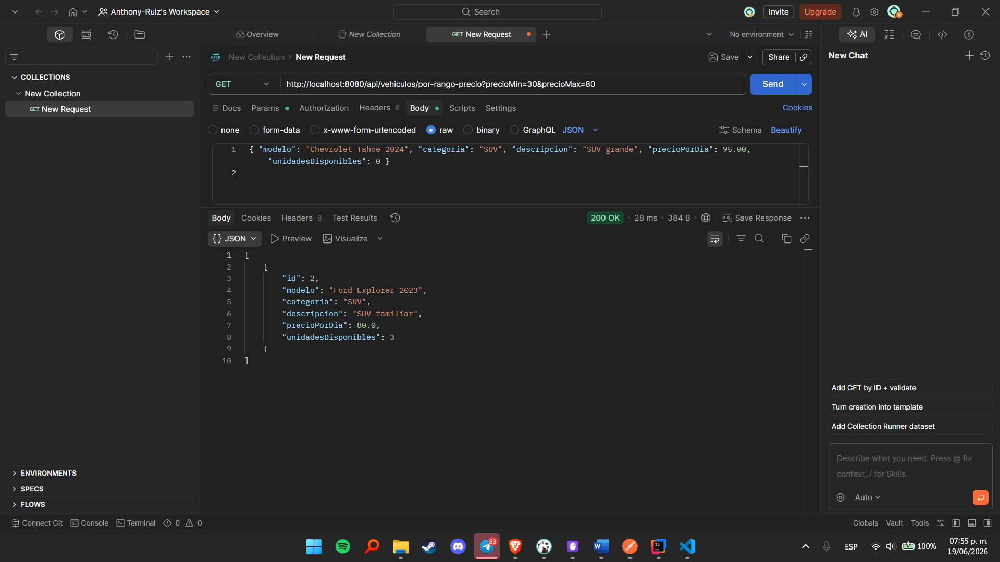 Anthony-Ruiz's Workspace
Search
Invite
Upgrade
Overview
New Collection
GET New Request
No environment
AI
New Collection > New Request
Save
Share
New Chat
COLLECTIONS
New Collection
GET New Request
HTTP
GET
http://localhost:8080/api/vehiculos/por-rango-precio?precioMin=30&precioMax=80
Send
Docs
Params
Authorization
Headers 8
Body
Scripts
Settings
Cookies
none
form-data
x-www-form-urlencoded
raw
binary
GraphQL
JSON
Schema
Beautify
1 { "modelo": "Chevrolet Tahoe 2024", "categoria": "SUV", "descripcion": "SUV grande", "precioPorDia": 95.00,
"unidadesDisponibles": 0 }
2
Body
Cookies
Headers 8
Test Results
200 OK
28 ms
384 B
e.g. Save Response
{} JSON
Preview
Visualize
1 [
2 {
3 "id": 2,
4 "modelo": "Ford Explorer 2023",
5 "categoria": "SUV",
6 "descripcion": "SUV familiar",
7 "precioPorDia": 80.0,
8 "unidadesDisponibles": 3
9 }
10 ]
Add GET by ID + validate
Turn creation into template
Add Collection Runner dataset
Describe what you need. Press @ for
context, / for Skills.
Auto
ENVIRONMENTS
SPECS
FLOWS
Connect Git
Console
Terminal
0
0
Globals
Vault
Tools
83
W
IJ
ESP
100%
07:55 p. m.
19/06/2026